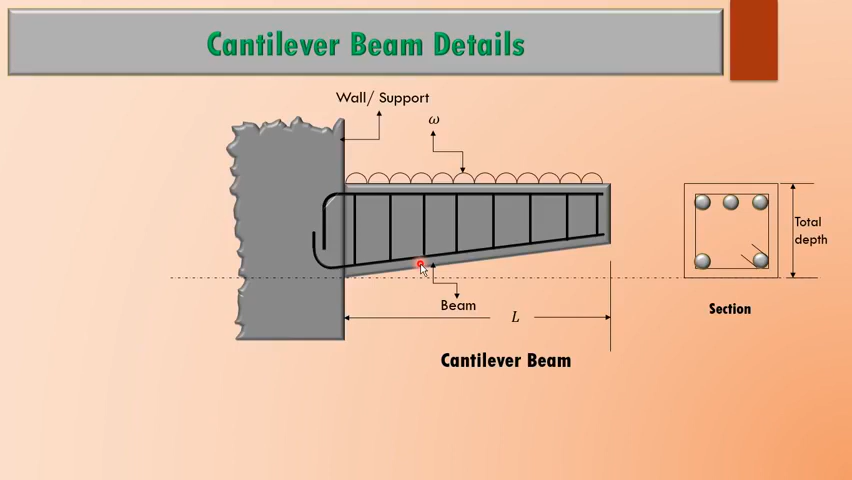 Cantilever Beam Details
Wall/ Support
ω
Total
depth
Beam
L
Section
Cantilever Beam